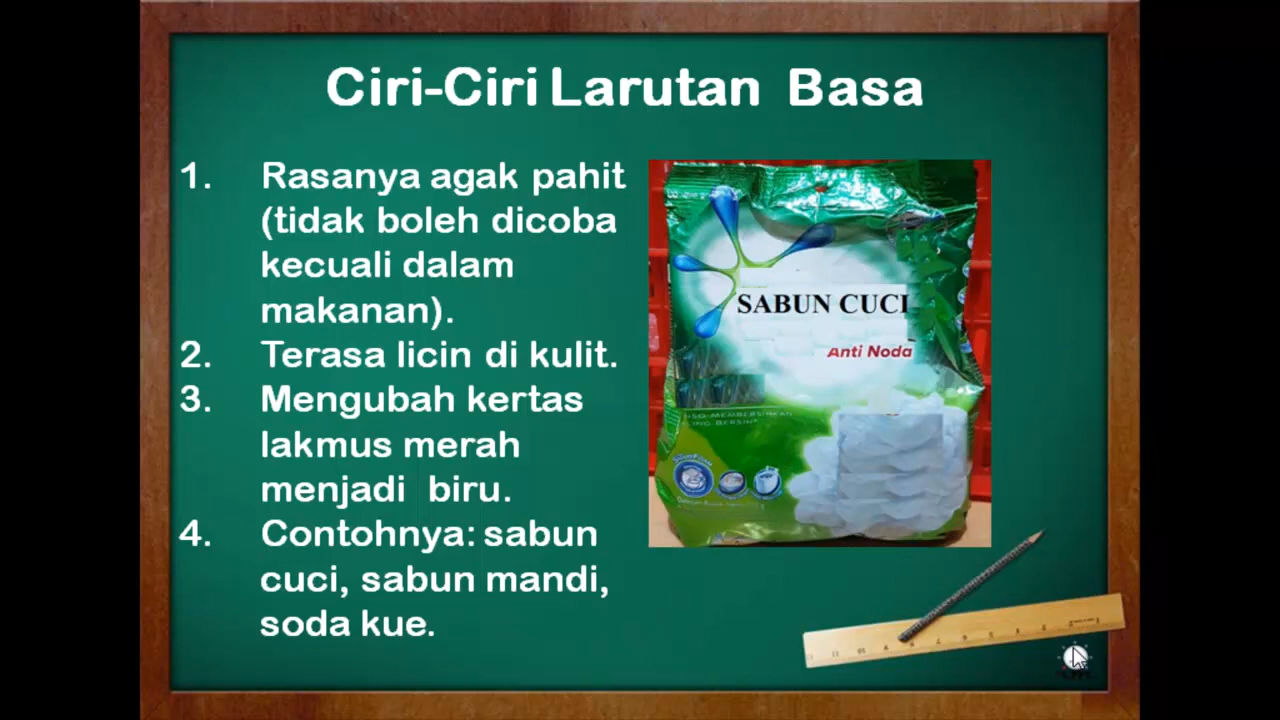 Ciri-Ciri Larutan Basa
1. Rasanya agak pahit
(tidak boleh dicoba
kecuali dalam
makanan).
2. Terasa licin di kulit.
3. Mengubah kertas
lakmus merah
menjadi biru.
4. Contohnya: sabun
cuci, sabun mandi,
soda kue.
SABUN CUCI
Anti Noda